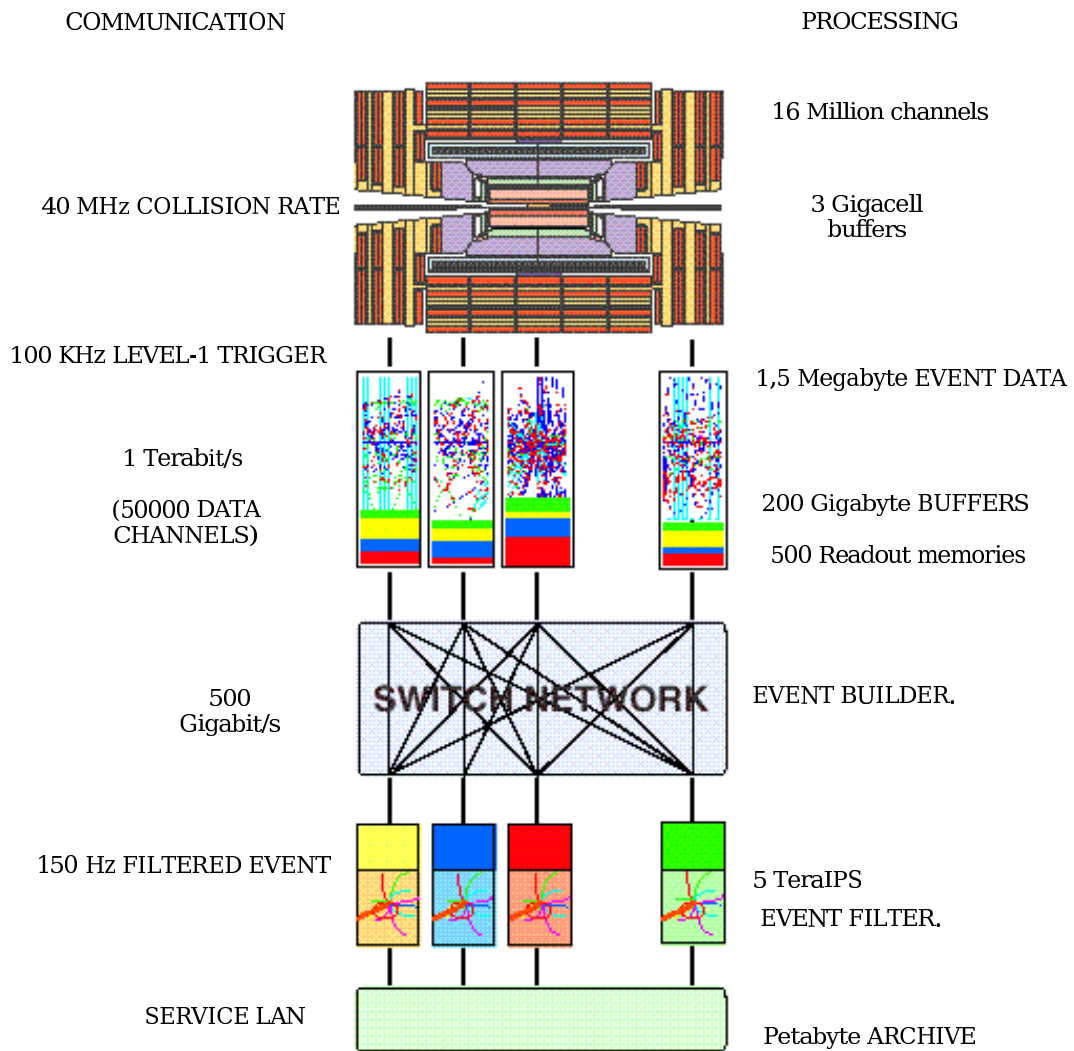 COMMUNICATION
PROCESSING
16 Million channels
40 MHz COLLISION RATE
3 Gigacell
buffers
100 KHz LEVEL-1 TRIGGER
1,5 Megabyte EVENT DATA
1 Terabit/s
(50000 DATA
CHANNELS)
200 Gigabyte BUFFERS
500 Readout memories
SWITCH NETWORK
500
Gigabit/s
EVENT BUILDER.
150 Hz FILTERED EVENT
5 TeraIPS
EVENT FILTER.
SERVICE LAN
Petabyte ARCHIVE